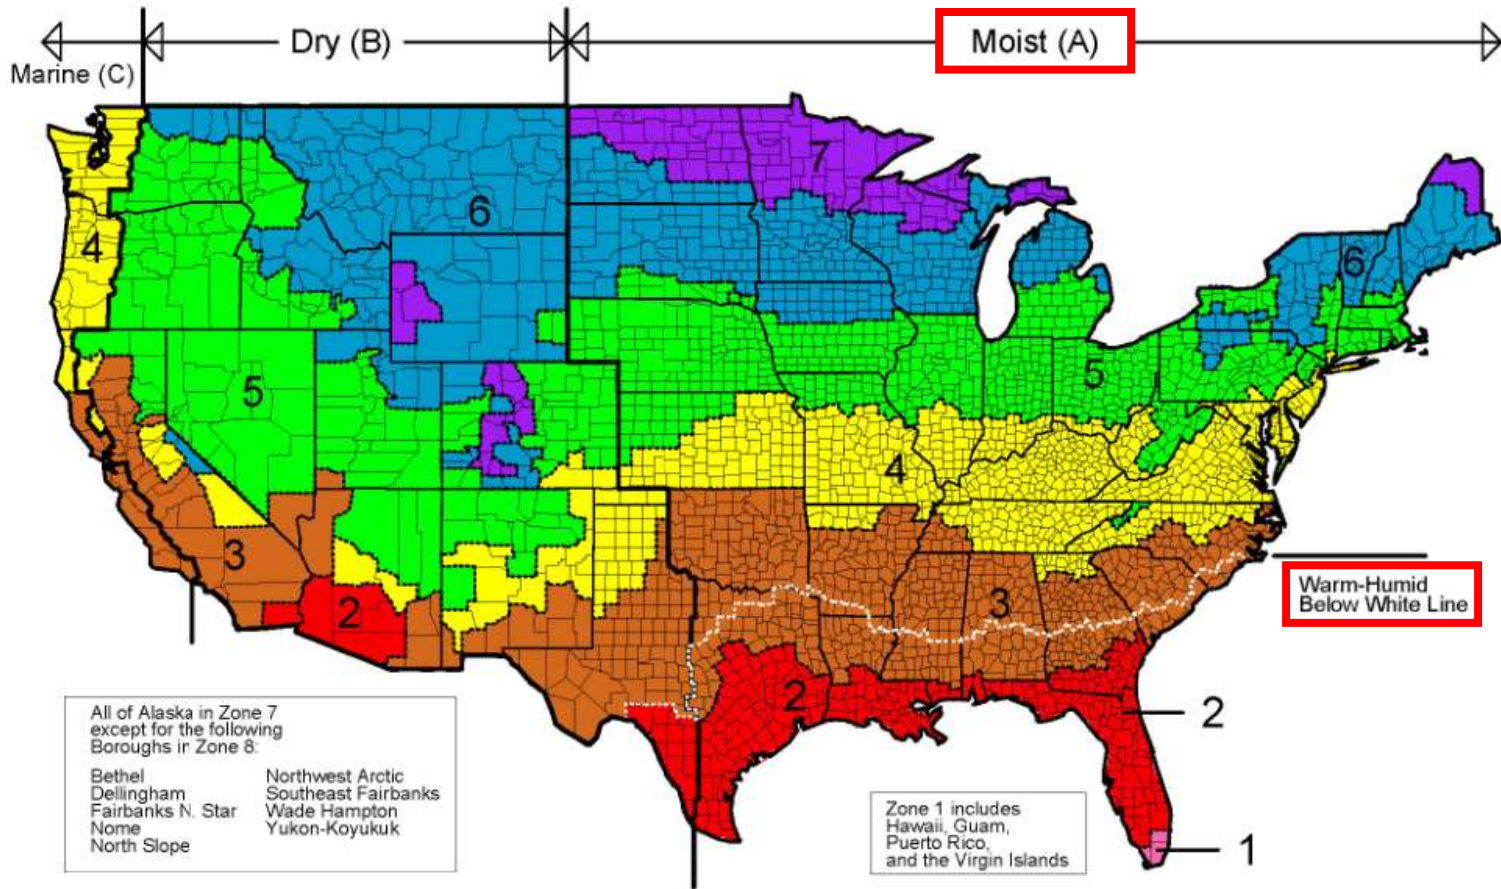 Marine (C)
Dry (B)
Moist (A)
7
6
4
6
5
5
4
3
3
2
2
Warm-Humid
Below White Line
2
1
All of Alaska in Zone 7
except for the following
Boroughs in Zone 8:
Bethel Northwest Arctic
Dellingham Southeast Fairbanks
Fairbanks N. Star Wade Hampton
Nome Yukon-Koyukuk
North Slope
Zone 1 includes
Hawaii, Guam,
Puerto Rico,
and the Virgin Islands